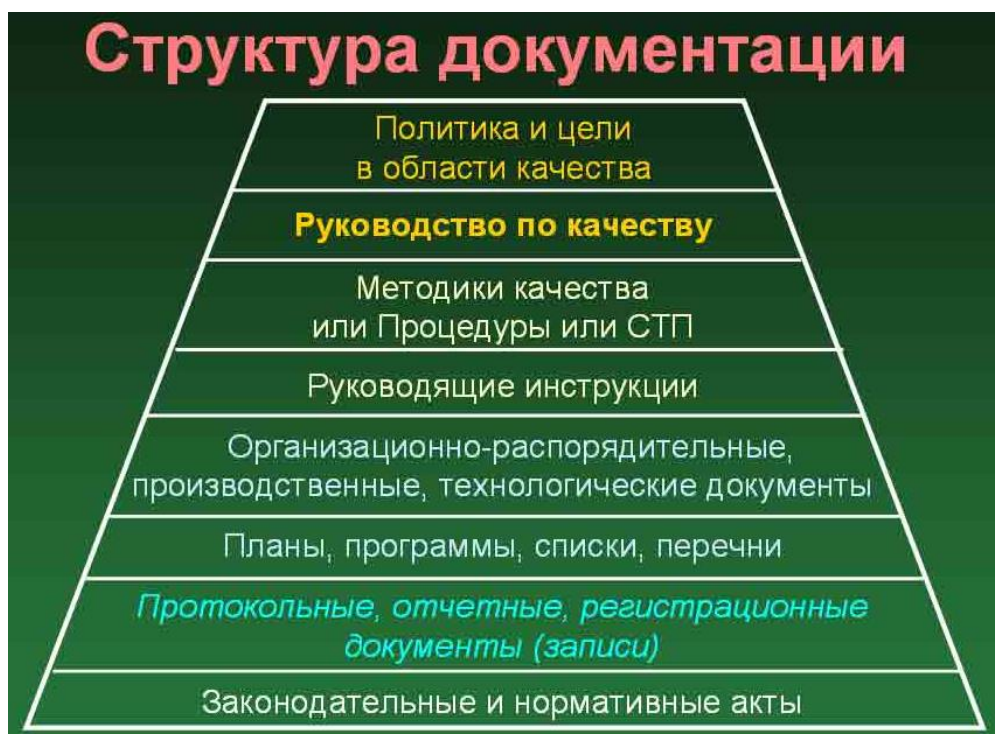 Структура документации
Политика и цели
в области качества
Руководство по качеству
Методики качества
или Процедуры или СТП
Руководящие инструкции
Организационно-распорядительные,
производственные, технологические документы
Планы, программы, списки, перечни
Протокольные, отчетные, регистрационные
документы (записи)
Законодательные и нормативные акты